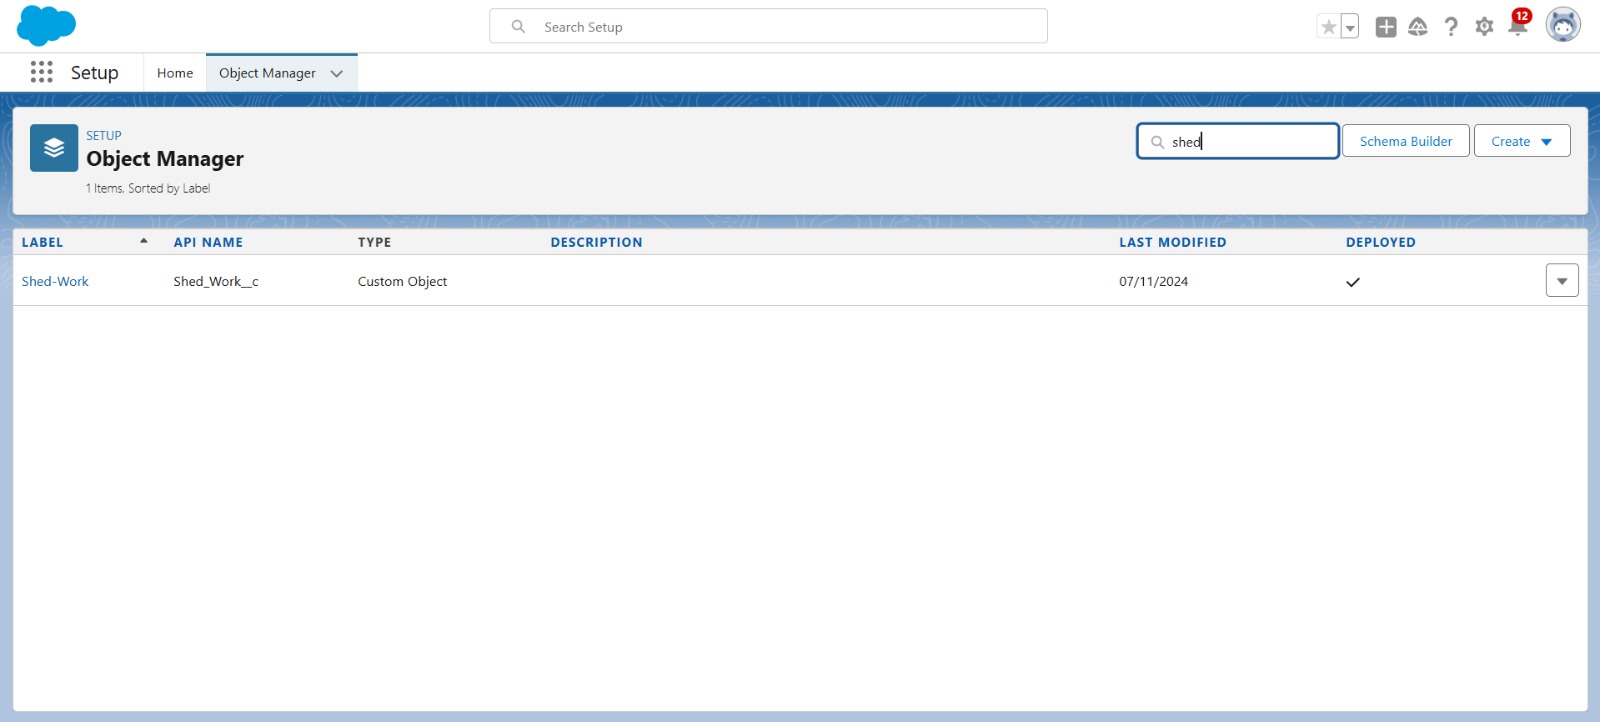 Search Setup
12
Setup
Home
Object Manager
SETUP
Object Manager
1 Items, Sorted by Label
shed
Schema Builder
Create
LABEL API NAME TYPE DESCRIPTION LAST MODIFIED DEPLOYED
Shed-Work Shed_Work__c Custom Object 07/11/2024